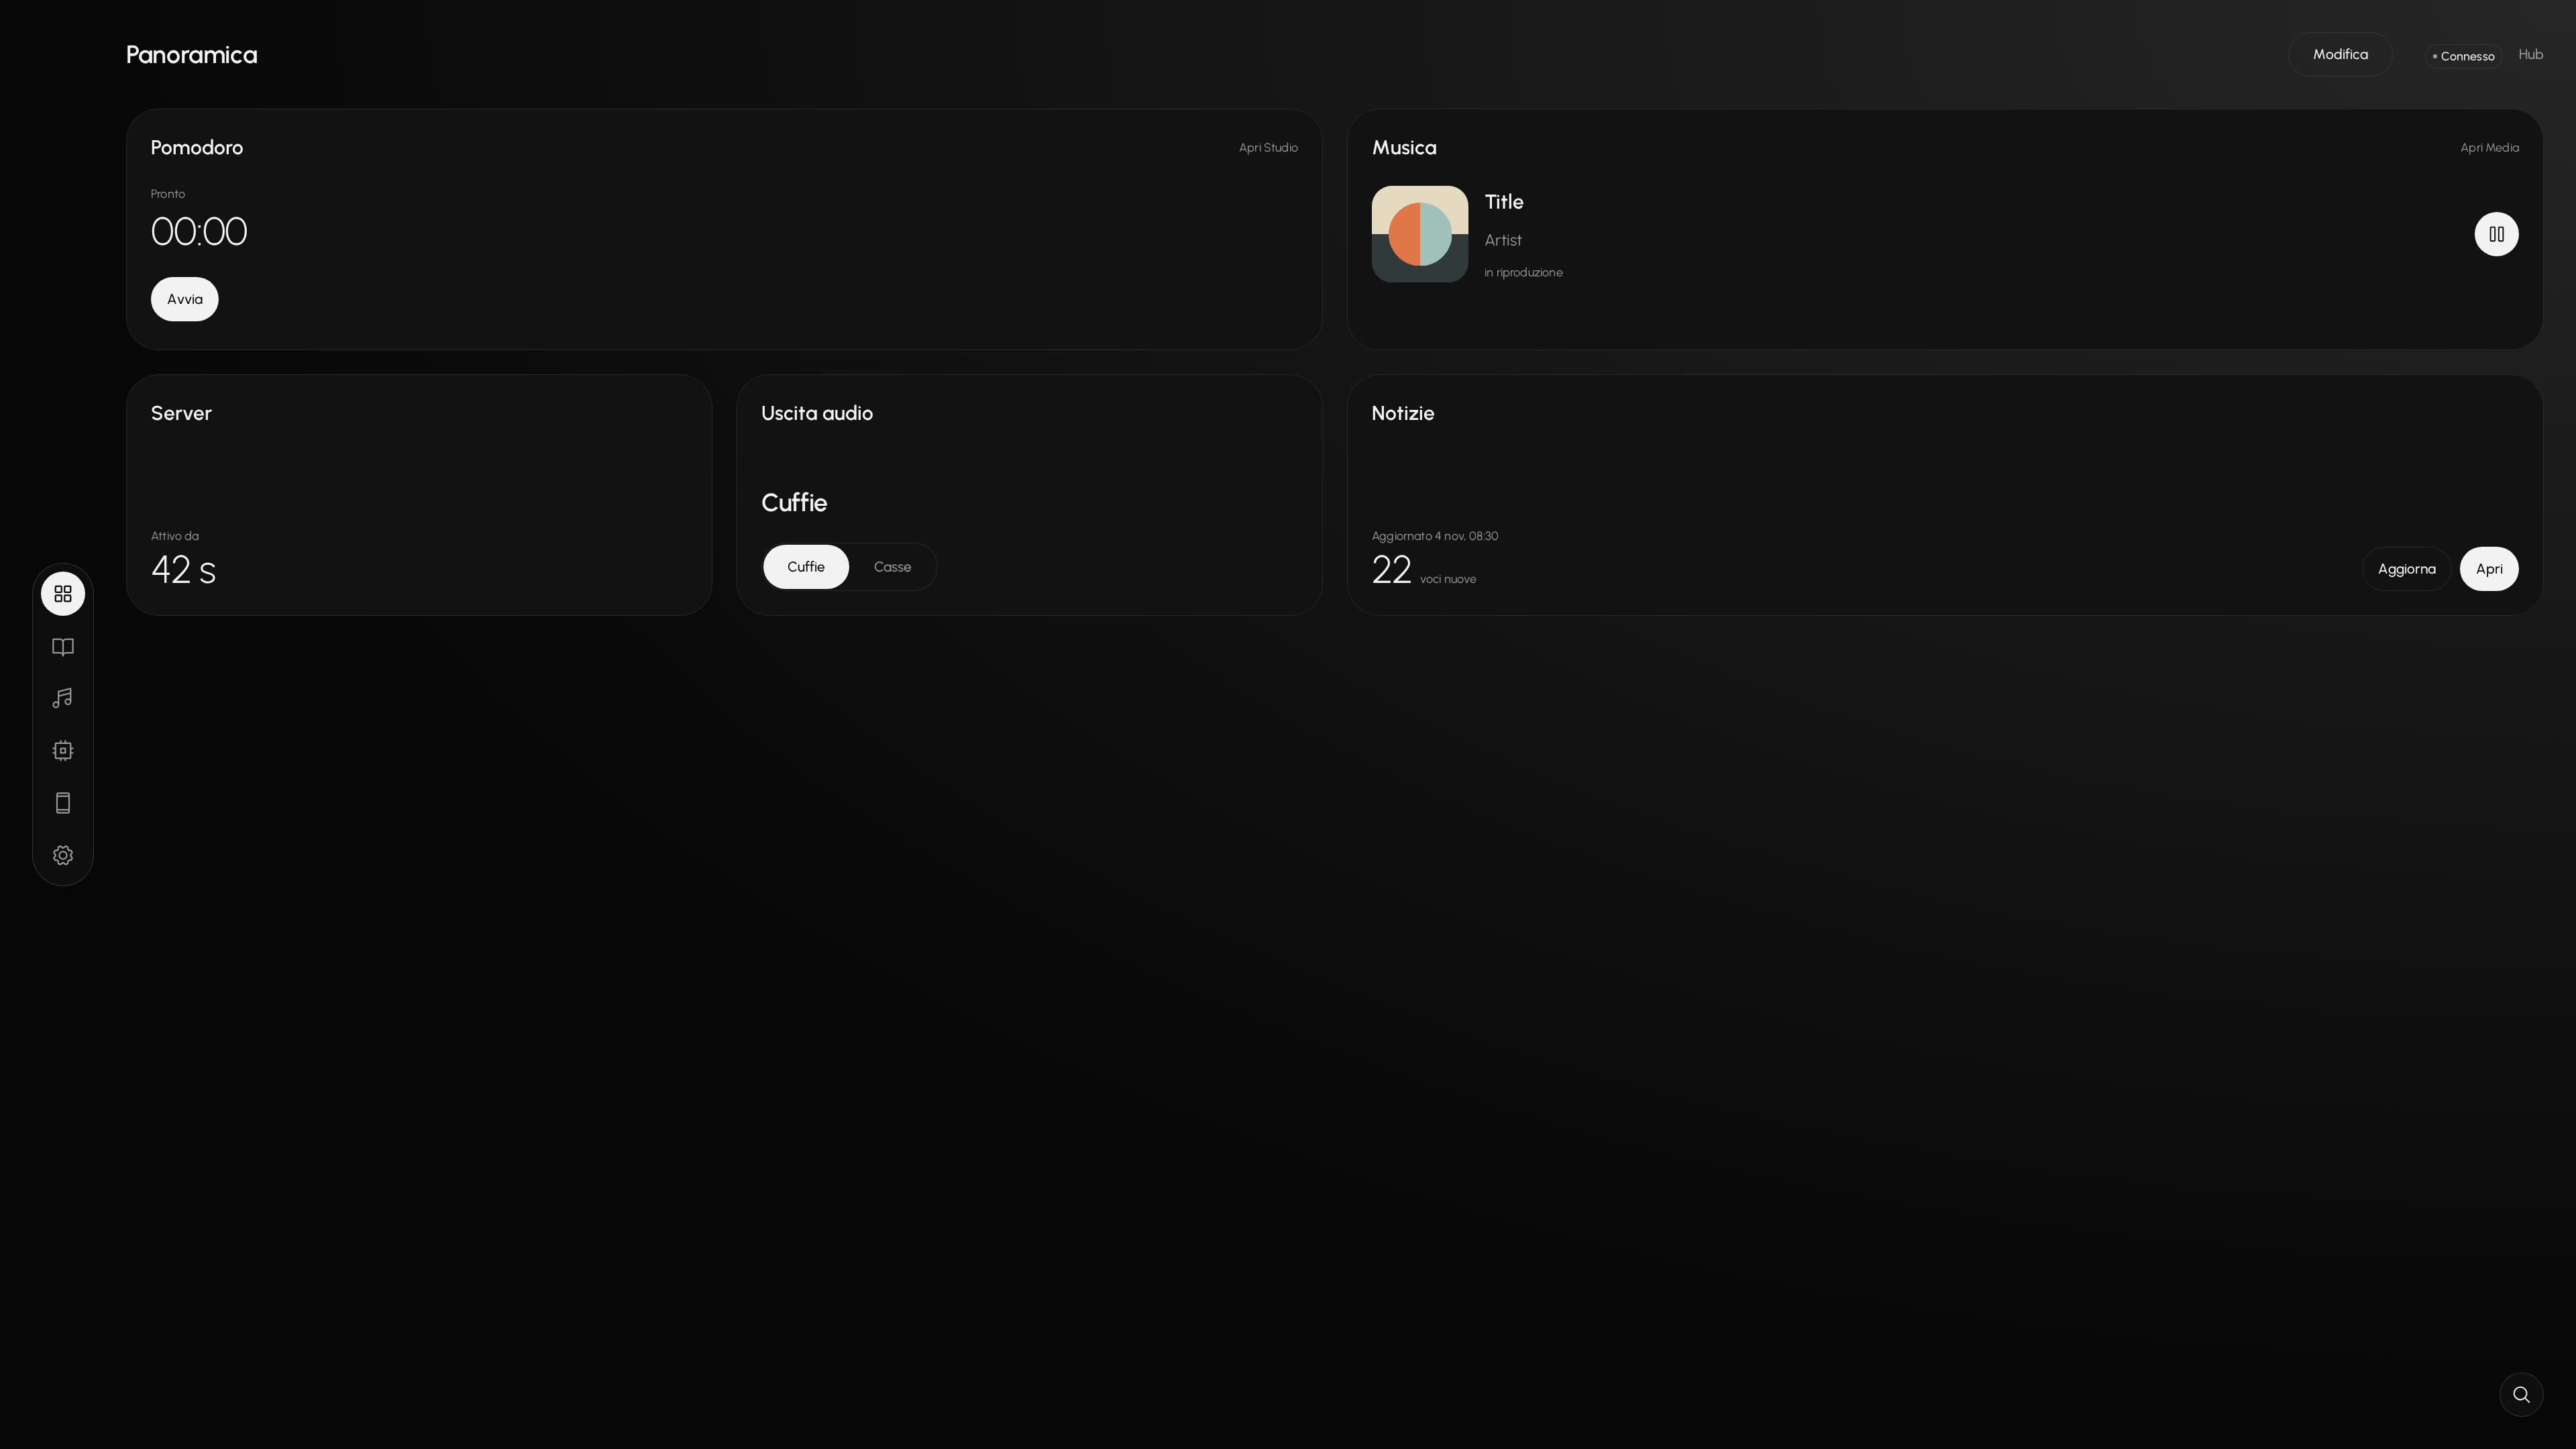 Panoramica
Modifica
Connesso
Hub
Pomodoro
Apri Studio
Pronto
00:00
Avvia
Musica
Apri Media
Title
Artist
in riproduzione
Server
Attivo da
42 s
Uscita audio
Cuffie
Cuffie
Casse
Notizie
Aggiornato 4 nov, 08:30
22 voci nuove
Aggiorna
Apri